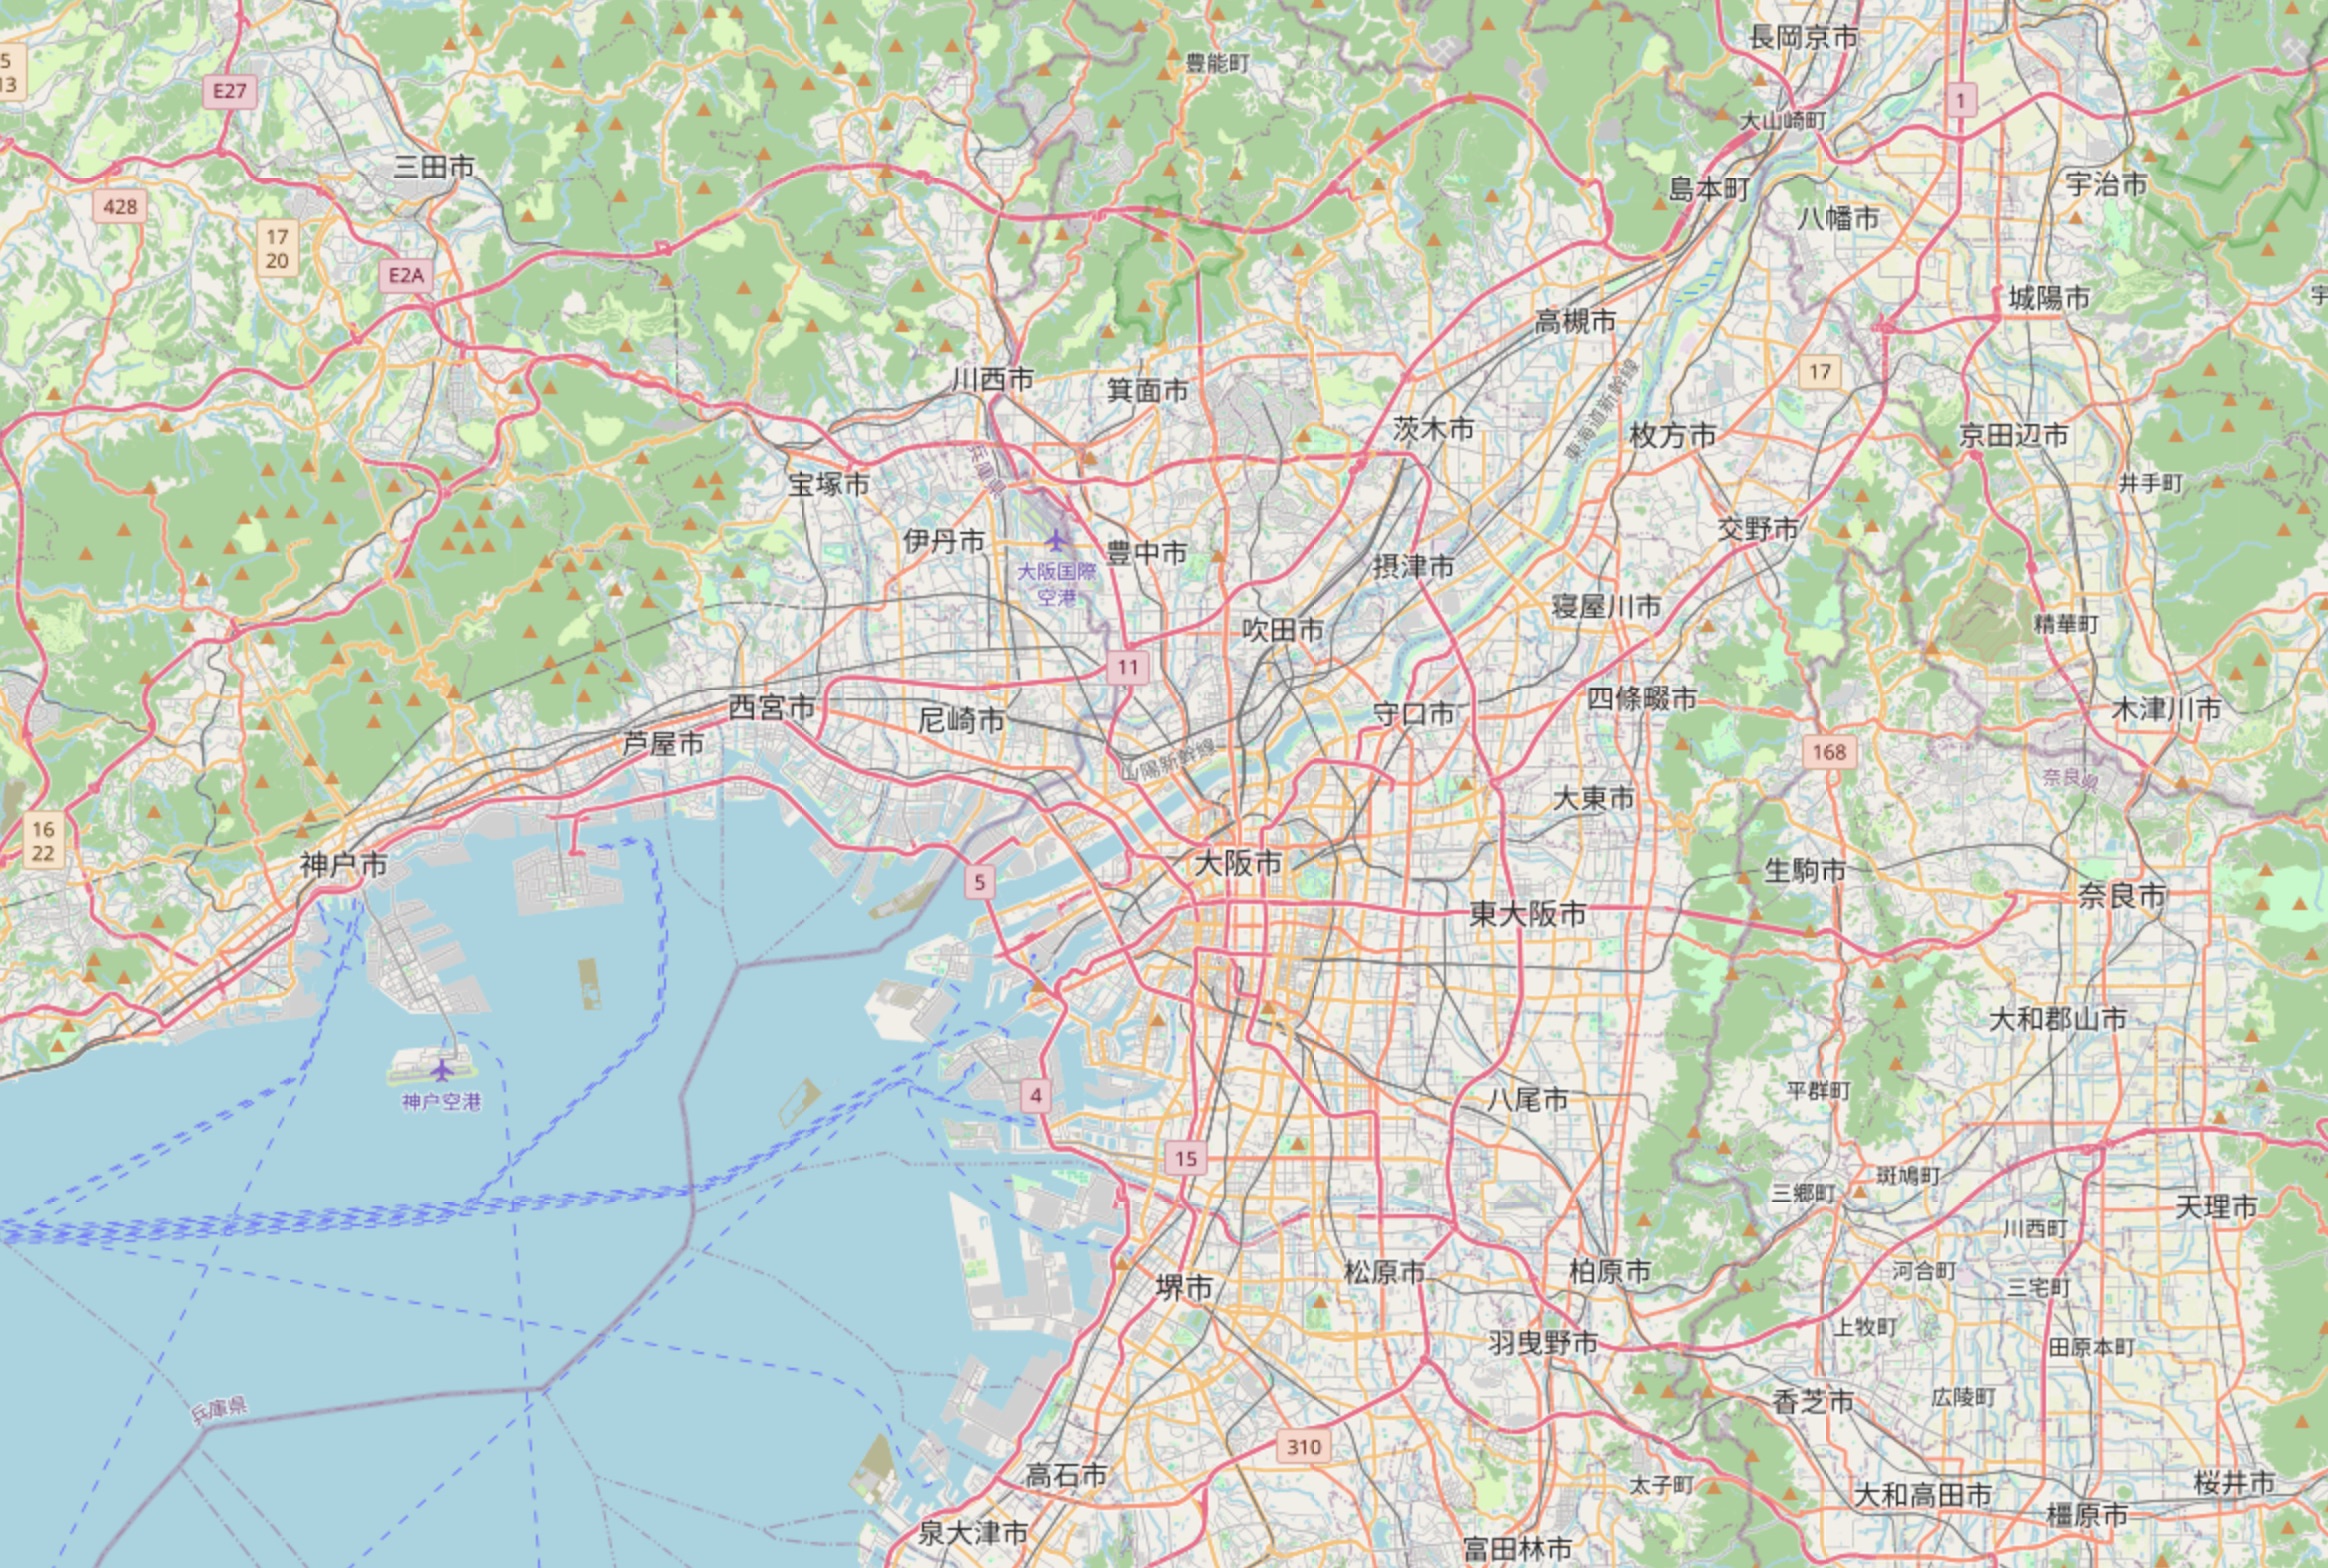 長岡京市
5
13
豊能町
E27
1
大山崎町
三田市
宇治市
島本町
428
八幡市
17
20
E2A
城陽市
高槻市
17
川西市
箕面市
東海道新幹線
茨木市
枚方市
京田辺市
兵庫県
宝塚市
井手町
交野市
伊丹市
豊中市
大阪国際
空港
摂津市
寝屋川市
精華町
吹田市
11
四條畷市
西宮市
尼崎市
守口市
木津川市
芦屋市
山陽新幹線
168
奈良県
大東市
16
22
神戸市
大阪市
生駒市
5
奈良市
東大阪市
大和郡山市
神戸空港
4
八尾市
平群町
15
斑鳩町
三郷町
天理市
川西町
堺市
松原市
柏原市
河合町
三宅町
上牧町
羽曳野市
田原本町
兵庫県
香芝市
広陵町
310
高石市
太子町
大和高田市
桜井市
橿原市
泉大津市
富田林市